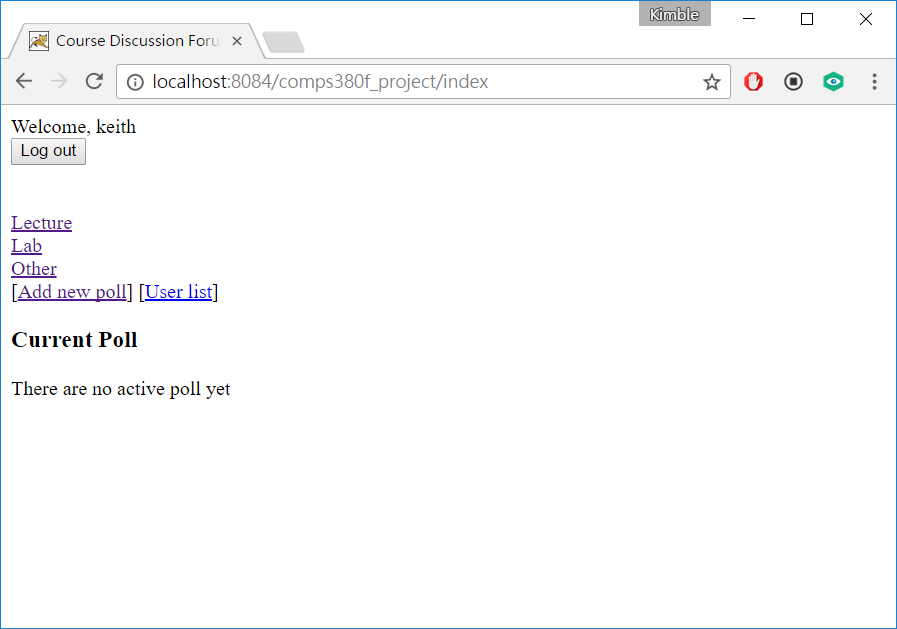 Kimble
Course Discussion Foru
localhost:8084/comps380f_project/index
Welcome, keith
Log out
Lecture
Lab
Other
[Add new poll] [User list]
Current Poll
There are no active poll yet